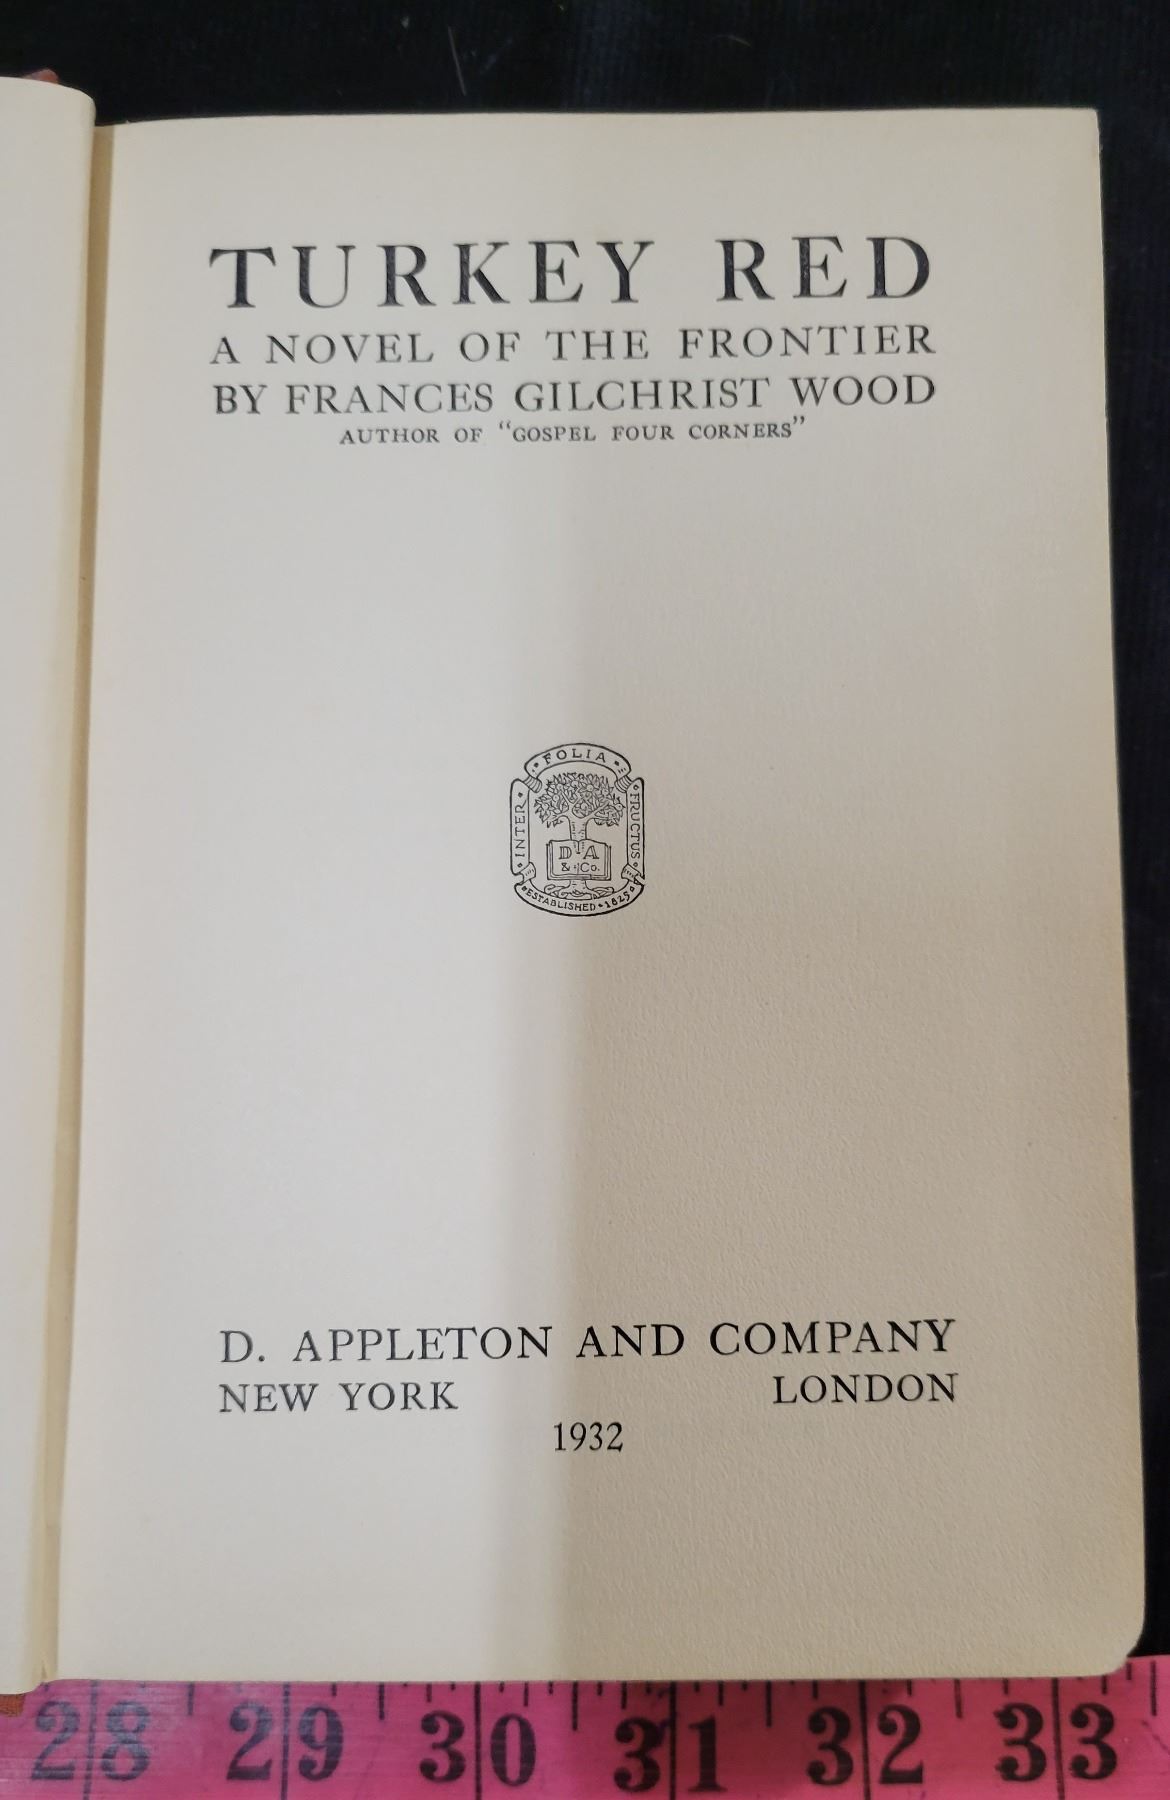 TURKEY RED
A NOVEL OF THE FRONTIER
BY FRANCES GILCHRIST WOOD
AUTHOR OF "GOSPEL FOUR CORNERS"
INTER · FOLIA · FRUCTUS
D A
& Co.
ESTABLISHED · 1825
D. APPLETON AND COMPANY
NEW YORK LONDON
1932
28 29 30 31 32 33